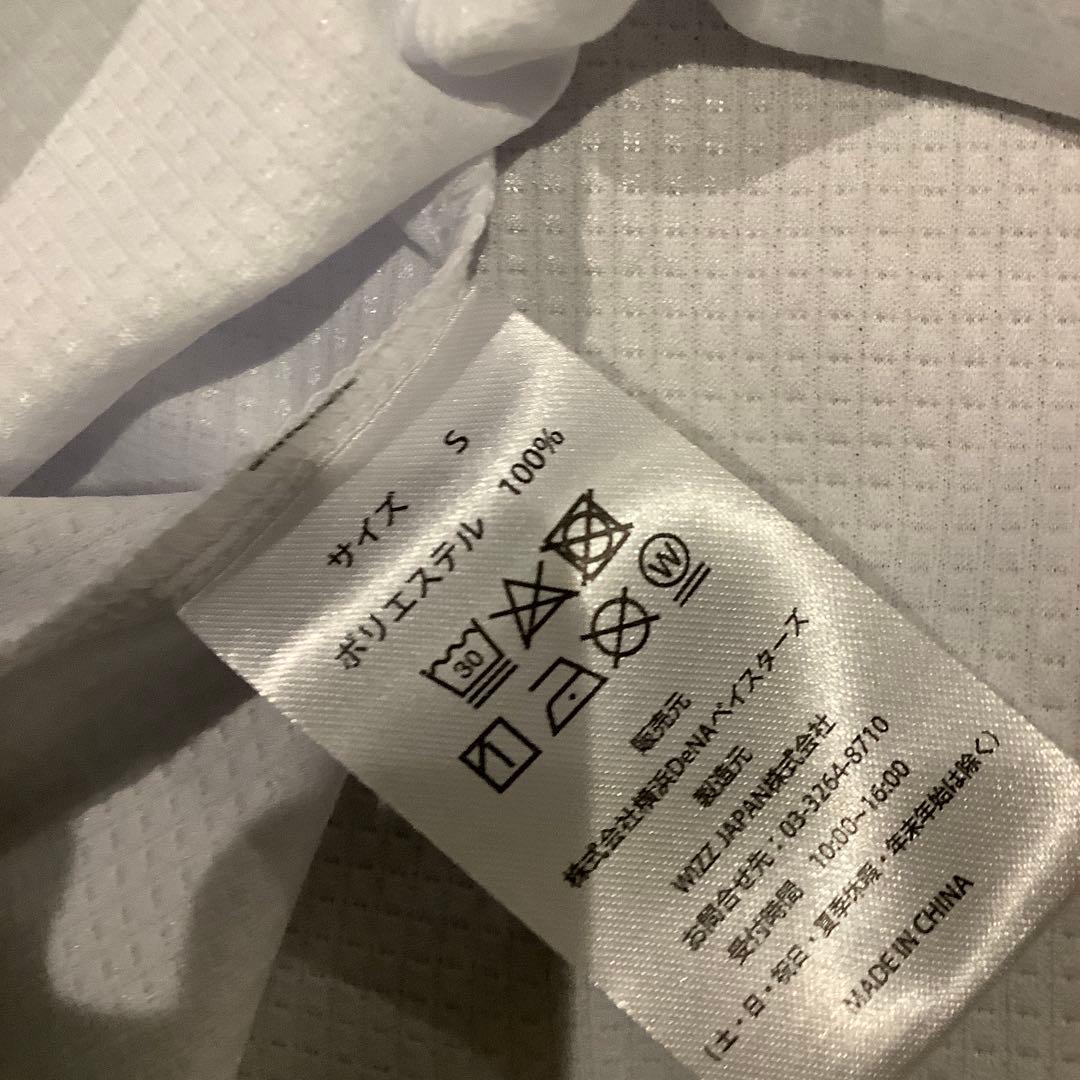 サイズ S
ポリエステル 100%
30
W
販売元
株式会社横浜DeNAベイスターズ
製造元
WIZZ JAPAN株式会社
お問合せ先：03-3264-8710
受付時間 10:00~16:00
(土・日・祝日・夏季休暇・年末年始は除く)
MADE IN CHINA